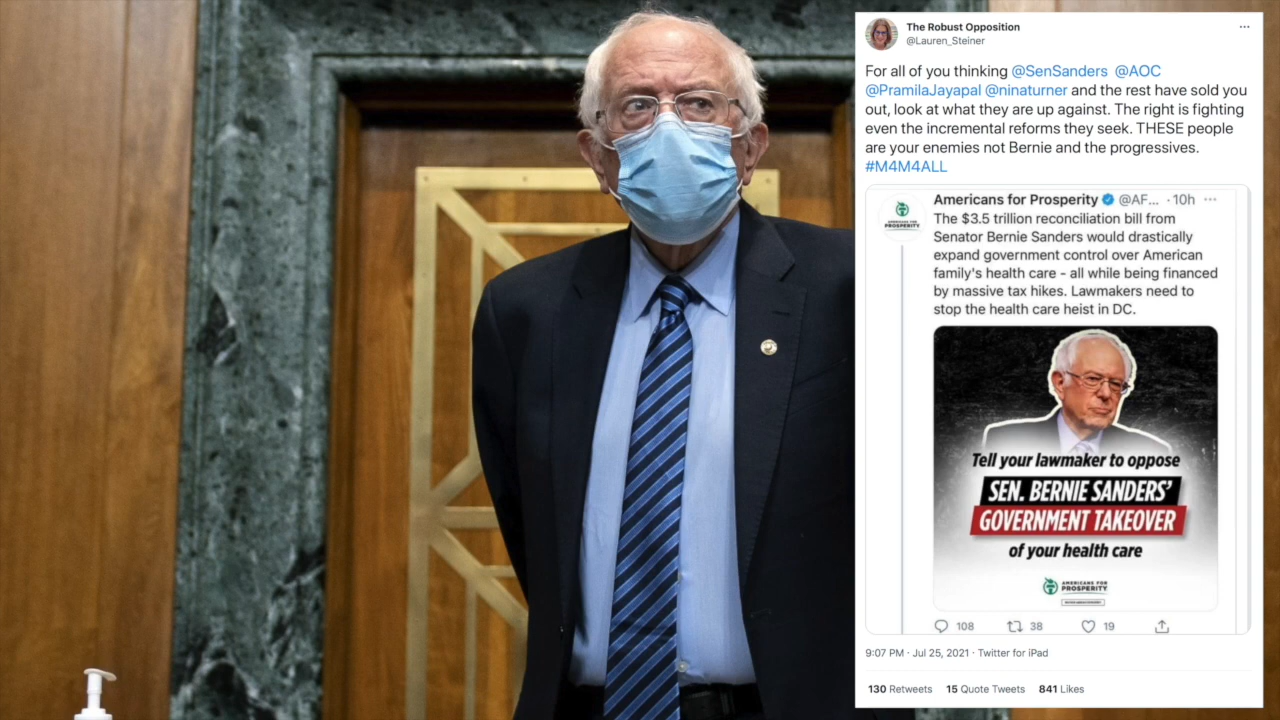 The Robust Opposition
@Lauren_Steiner
For all of you thinking @SenSanders @AOC
@PramilaJayapal @ninaturner and the rest have sold you
out, look at what they are up against. The right is fighting
even the incremental reforms they seek. THESE people
are your enemies not Bernie and the progressives.
#M4M4ALL
Americans for Prosperity @AF... · 10h
AMERICANS FOR
PROSPERITY
The $3.5 trillion reconciliation bill from
Senator Bernie Sanders would drastically
expand government control over American
family's health care - all while being financed
by massive tax hikes. Lawmakers need to
stop the health care heist in DC.
Tell your lawmaker to oppose
SEN. BERNIE SANDERS'
GOVERNMENT TAKEOVER
of your health care
AMERICANS FOR
PROSPERITY
108 38 19
9:07 PM · Jul 25, 2021 · Twitter for iPad
130 Retweets 15 Quote Tweets 841 Likes